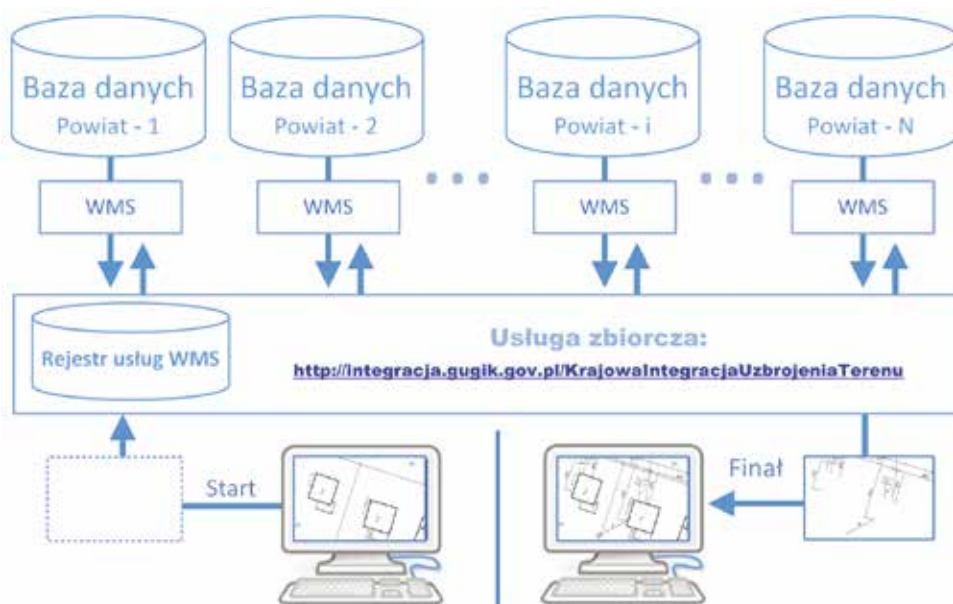 Baza danych
Powiat - 1
Baza danych
Powiat - 2
Baza danych
Powiat - i
Baza danych
Powiat - N
WMS
WMS
WMS
WMS
Rejestr usług WMS
Usługa zbiorcza:
http://integracja.gugik.gov.pl/KrajowaIntegracjaUzbrojeniaTerenu
Start
Finał